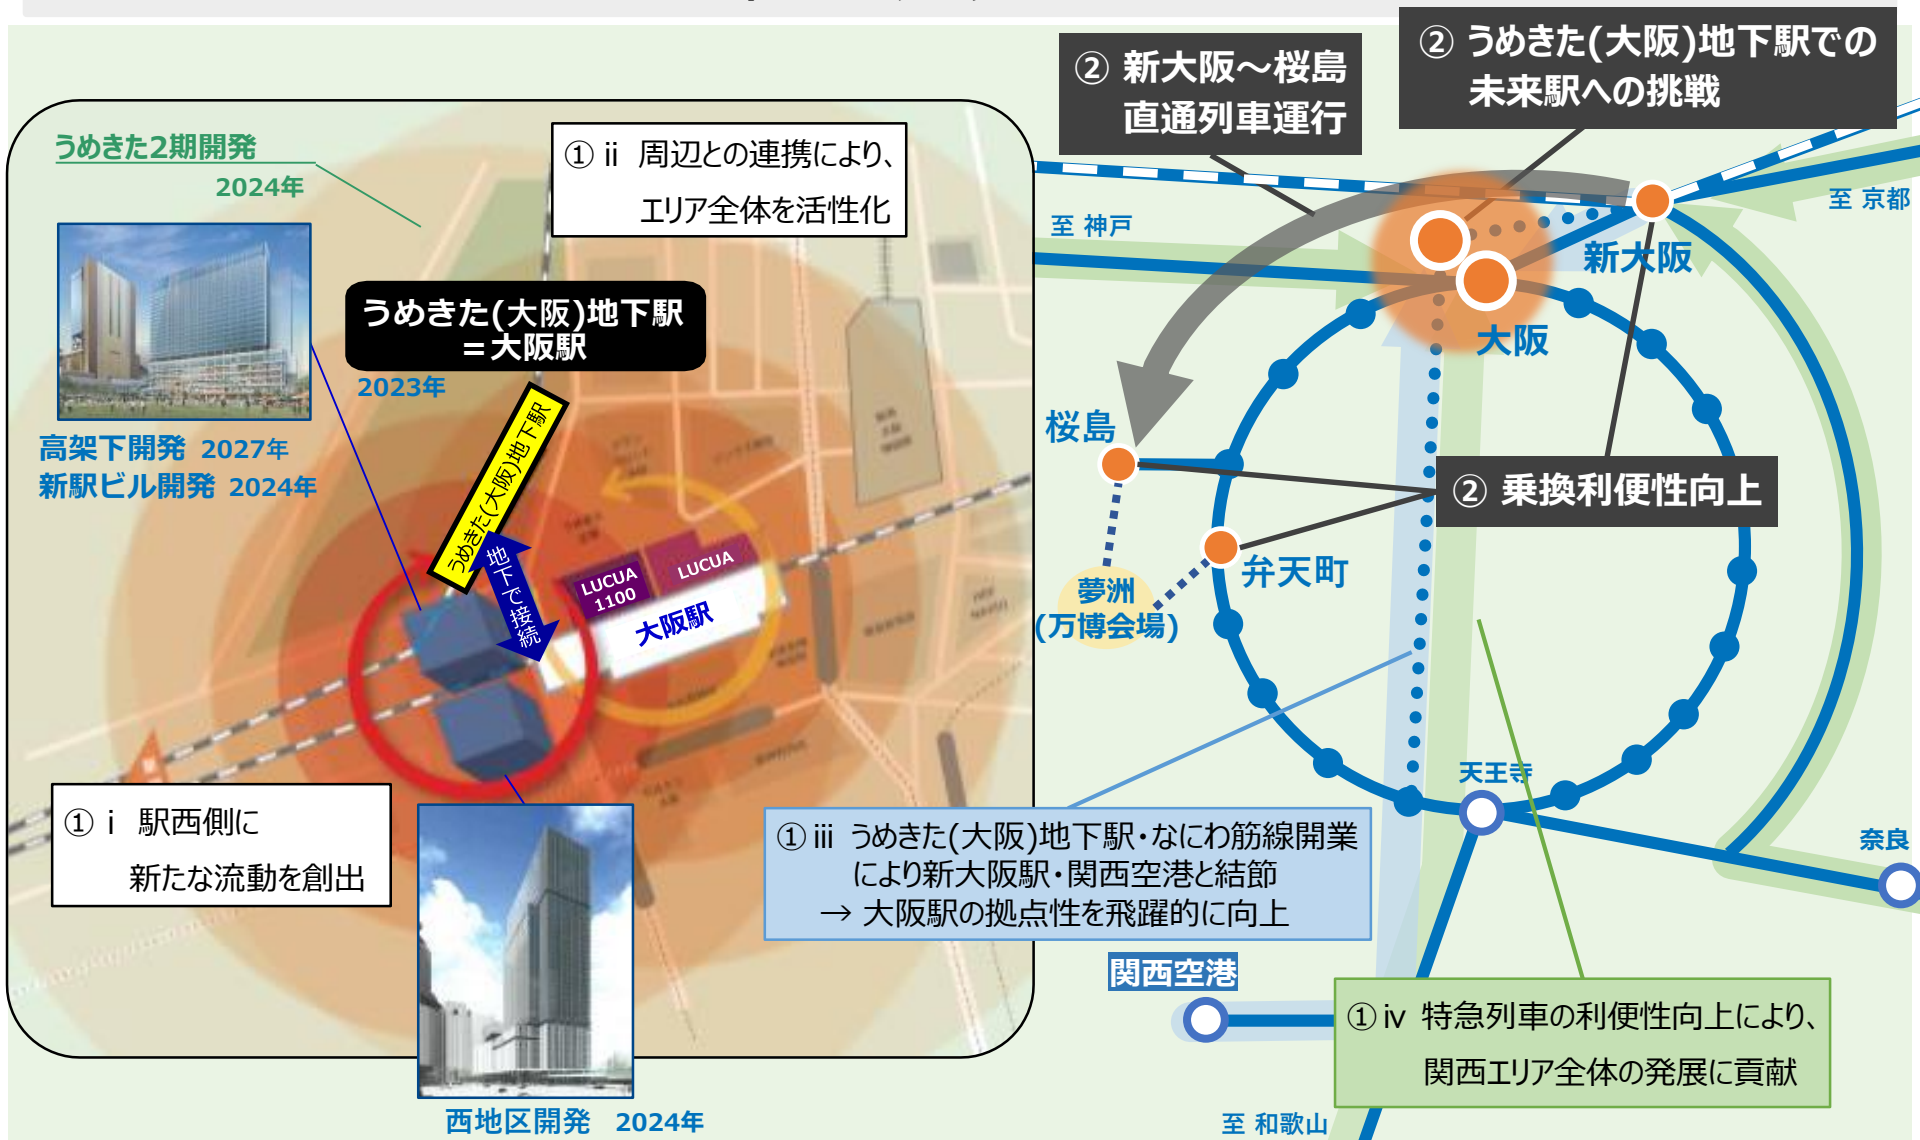 ② 新大阪~桜島
直通列車運行
② うめきた(大阪)地下駅での
未来駅への挑戦
うめきた2期開発
2024年
① ii 周辺との連携により、
エリア全体を活性化
うめきた(大阪)地下駅
=大阪駅
2023年
高架下開発 2027年
新駅ビル開発 2024年
うめきた(大阪)地下駅
地下で接続
LUCUA
1100
LUCUA
大阪駅
① i 駅西側に
新たな流動を創出
西地区開発 2024年
至 神戸
至 京都
新大阪
大阪
桜島
② 乗換利便性向上
弁天町
夢洲
(万博会場)
天王寺
奈良
① iii うめきた(大阪)地下駅・なにわ筋線開業
により新大阪駅・関西空港と結節
→ 大阪駅の拠点性を飛躍的に向上
関西空港
① iv 特急列車の利便性向上により、
関西エリア全体の発展に貢献
至 和歌山